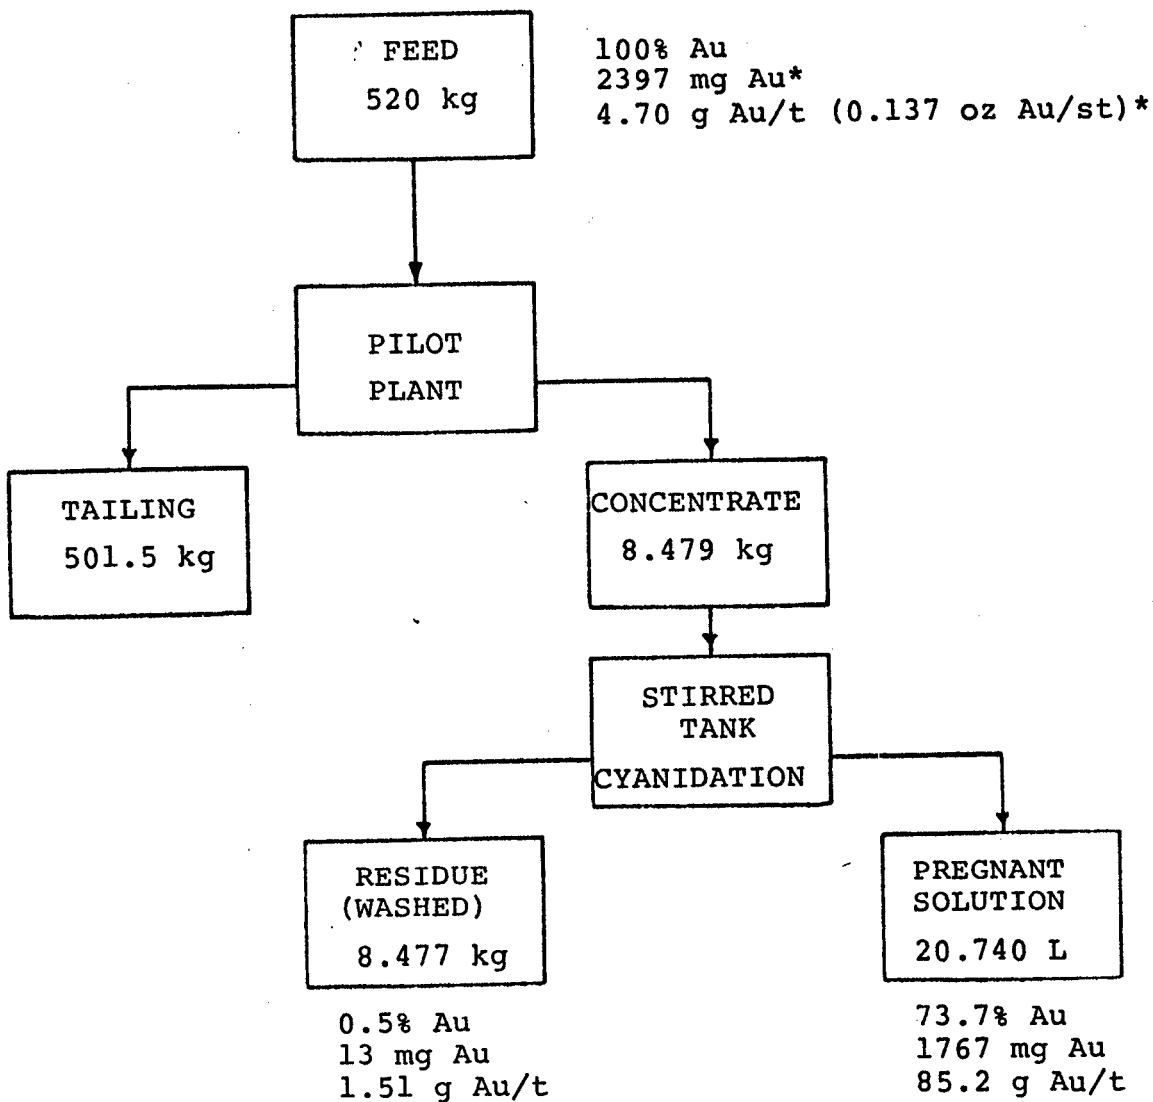 FEED
520 kg
100% Au
2397 mg Au*
4.70 g Au/t (0.137 oz Au/st)*
PILOT
PLANT
TAILING
501.5 kg
CONCENTRATE
8.479 kg
STIRRED
TANK
CYANIDATION
RESIDUE
(WASHED)
8.477 kg
0.5% Au
13 mg Au
1.51 g Au/t
PREGNANT
SOLUTION
20.740 L
73.7% Au
1767 mg Au
85.2 g Au/t